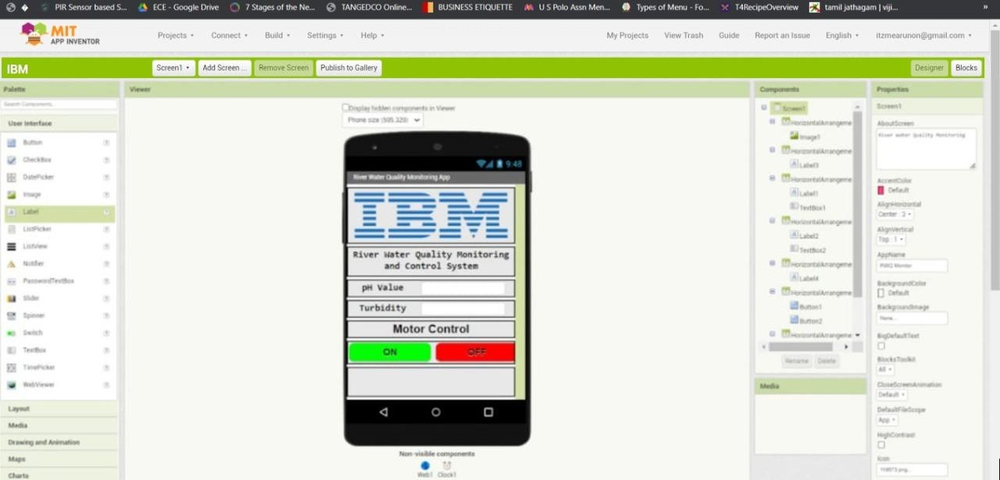 PIR Sensor based S... ECE - Google Drive 7 Stages of the Ne... TANGEDCO Online... BUSINESS ETIQUETTE U S Polo Assn Men... Types of Menu - Fo... T4RecipeOverview tamil jathagam | viji... »
MIT
APP INVENTOR
Projects Connect Build Settings Help My Projects View Trash Guide Report an Issue English itzmearunon@gmail.com
IBM Screen1 Add Screen ... Remove Screen Publish to Gallery Designer Blocks
Palette
Search Components...
User Interface
Button
CheckBox
DatePicker
Image
Label
ListPicker
ListView
Notifier
PasswordTextBox
Slider
Spinner
Switch
TextBox
TimePicker
WebViewer
Layout
Media
Drawing and Animation
Maps
Charts
Viewer
Display hidden components in Viewer
Phone size (505,320)
9:48
River Water Quality Monitoring App
IBM
River Water Quality Monitoring
and Control System
pH Value
Turbidity
Motor Control
ON OFF
Non-visible components
Web1 Clock1
Components
Screen1
HorizontalArrangeme
Image1
HorizontalArrangeme
Label3
HorizontalArrangeme
Label1
TextBox1
HorizontalArrangeme
Label2
TextBox2
HorizontalArrangeme
Label4
HorizontalArrangeme
Button1
Button2
HorizontalArrangeme
Rename Delete
Media
Properties
Screen1
AboutScreen
River water Quality Monitoring
AccentColor
Default
AlignHorizontal
Center : 3
AlignVertical
Top : 1
AppName
BackgroundColor
Default
BackgroundImage
None...
BigDefaultText
BlocksToolkit
All
CloseScreenAnimation
Default
DefaultFileScope
App
HighContrast
Icon